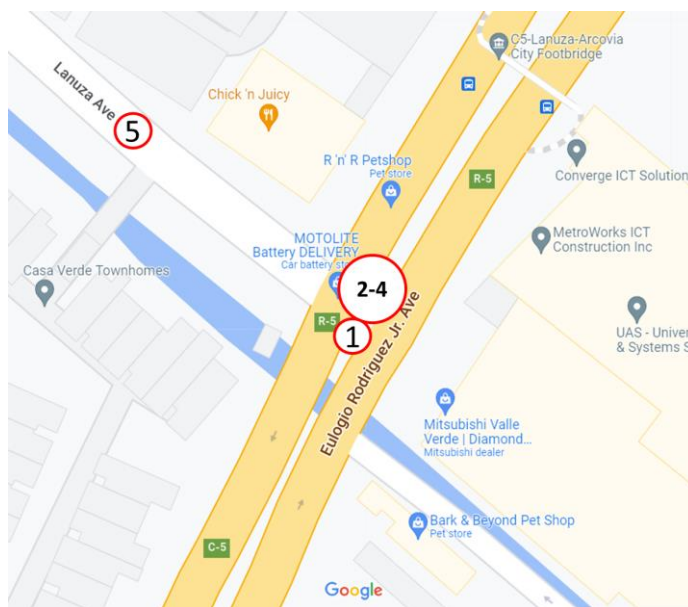 C5-Lanuza-Arcovia
City Footbridge
Lanuza Ave
Chick 'n Juicy
5
R 'n' R Petshop
Pet store
R-5
Converge ICT Solution
MetroWorks ICT
Construction Inc
MOTOLITE
Battery DELIVERY
Car battery sto
Casa Verde Townhomes
2-4
R-5
1
Eulogio Rodriguez Jr. Ave
UAS - Univer
& Systems S
Mitsubishi Valle
Verde | Diamond...
Mitsubishi dealer
Bark & Beyond Pet Shop
Pet store
C-5
Google